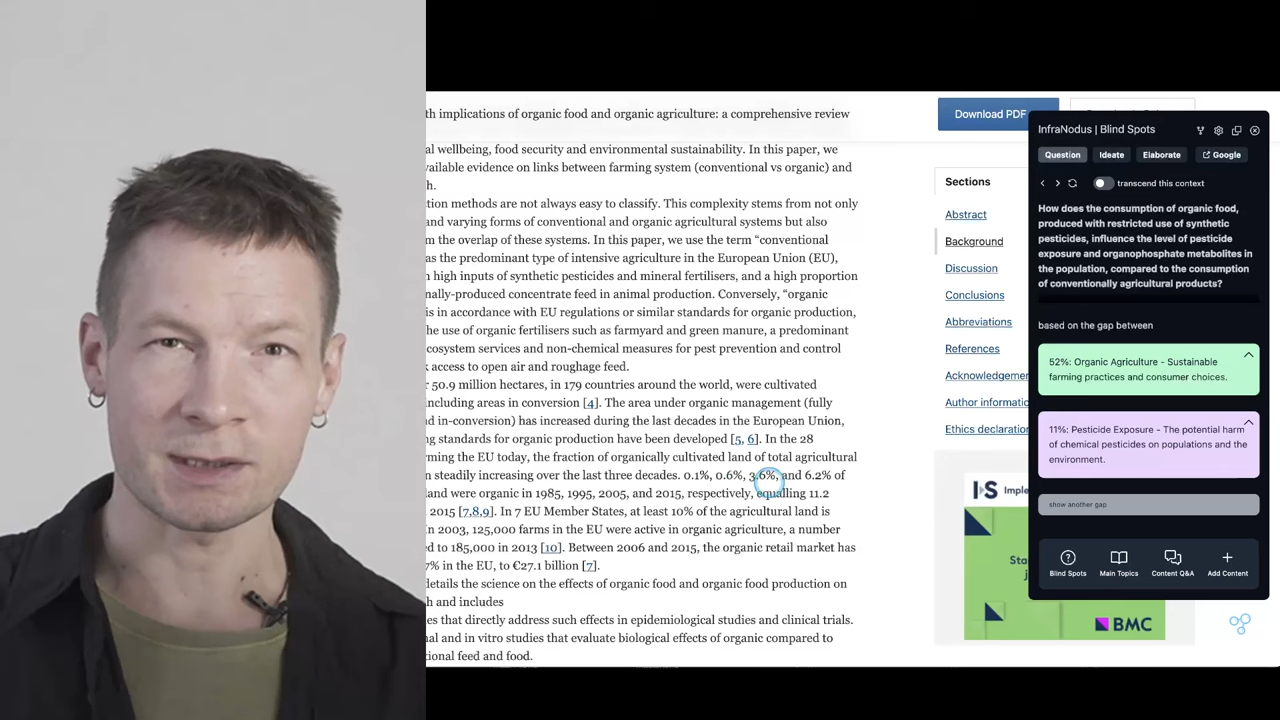 th implications of organic food and organic agriculture: a comprehensive review
al wellbeing, food security and environmental sustainability. In this paper, we
vailable evidence on links between farming system (conventional vs organic) and
h.
tion methods are not always easy to classify. This complexity stems from not only
and varying forms of conventional and organic agricultural systems but also
m the overlap of these systems. In this paper, we use the term “conventional
as the predominant type of intensive agriculture in the European Union (EU),
n high inputs of synthetic pesticides and mineral fertilisers, and a high proportion
nally-produced concentrate feed in animal production. Conversely, “organic
is in accordance with EU regulations or similar standards for organic production,
he use of organic fertilisers such as farmyard and green manure, a predominant
cosystem services and non-chemical measures for pest prevention and control
k access to open air and roughage feed.
r 50.9 million hectares, in 179 countries around the world, were cultivated
including areas in conversion [4]. The area under organic management (fully
nd in-conversion) has increased during the last decades in the European Union,
ng standards for organic production have been developed [5, 6]. In the 28
rming the EU today, the fraction of organically cultivated land of total agricultural
n steadily increasing over the last three decades. 0.1%, 0.6%, 3.6%, and 6.2% of
land were organic in 1985, 1995, 2005, and 2015, respectively, equalling 11.2
2015 [7,8,9]. In 7 EU Member States, at least 10% of the agricultural land is
In 2003, 125,000 farms in the EU were active in organic agriculture, a number
ed to 185,000 in 2013 [10]. Between 2006 and 2015, the organic retail market has
7% in the EU, to €27.1 billion [7].
details the science on the effects of organic food and organic food production on
h and includes
es that directly address such effects in epidemiological studies and clinical trials.
nal and in vitro studies that evaluate biological effects of organic compared to
tional feed and food.
Download PDF
Sections
Abstract
Background
Discussion
Conclusions
Abbreviations
References
Acknowledgemen
Author informatio
Ethics declaration
Imple
Sta
j
BMC
InfraNodus | Blind Spots
Question Ideate Elaborate Google
transcend this context
How does the consumption of organic food,
produced with restricted use of synthetic
pesticides, influence the level of pesticide
exposure and organophosphate metabolites in
the population, compared to the consumption
of conventionally agricultural products?
based on the gap between
52%: Organic Agriculture - Sustainable
farming practices and consumer choices.
11%: Pesticide Exposure - The potential harm
of chemical pesticides on populations and the
environment.
show another gap
Blind Spots Main Topics Content Q&A Add Content